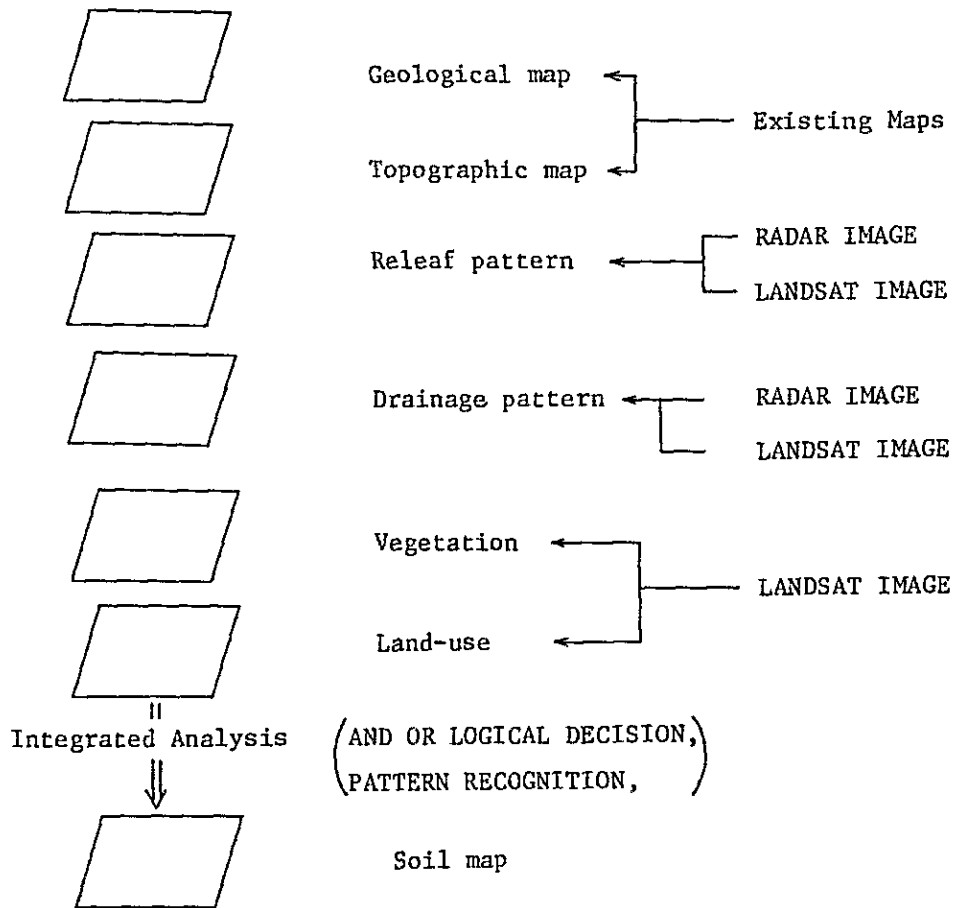 Geological map
Existing Maps
Topographic map
RADAR IMAGE
Releaf pattern
LANDSAT IMAGE
Drainage pattern
RADAR IMAGE
LANDSAT IMAGE
Vegetation
LANDSAT IMAGE
Land-use
Integrated Analysis
(AND OR LOGICAL DECISION,
PATTERN RECOGNITION, )
Soil map